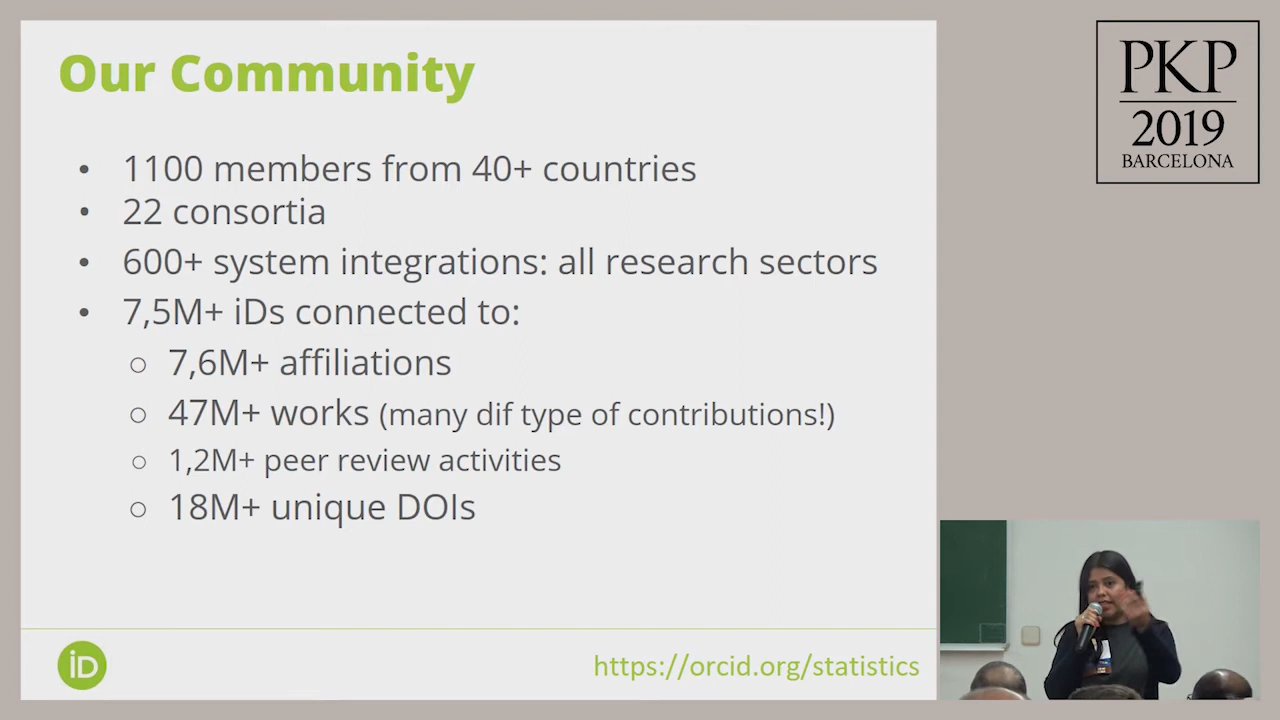 Our Community
• 1100 members from 40+ countries
• 22 consortia
• 600+ system integrations: all research sectors
• 7,5M+ iDs connected to:
○ 7,6M+ affiliations
○ 47M+ works (many dif type of contributions!)
○ 1,2M+ peer review activities
○ 18M+ unique DOIs
iD
https://orcid.org/statistics
PKP
2019
BARCELONA